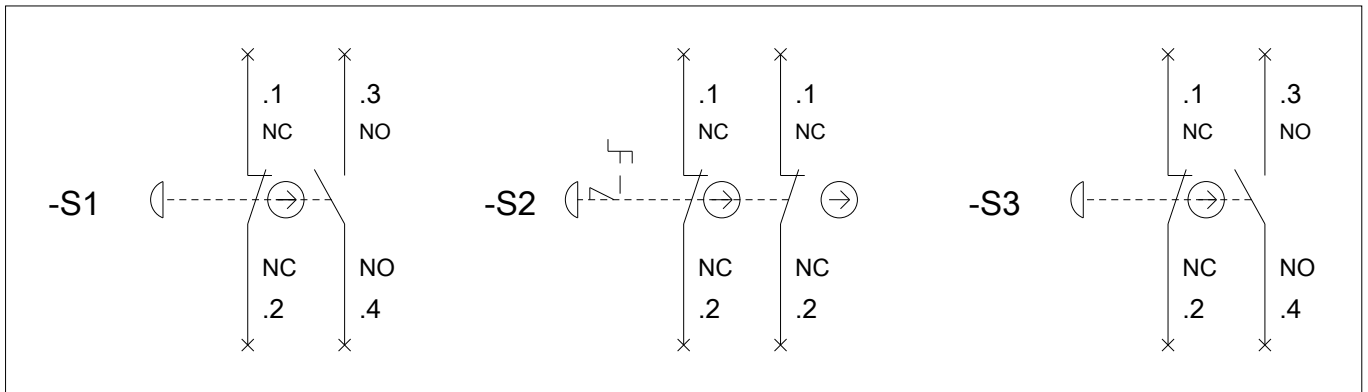 .1 .3 .1 .1 .1 .3
NC NO NC NC NC NO
-S1 -S2 -S3
NC NO NC NC NC NO
.2 .4 .2 .2 .2 .4